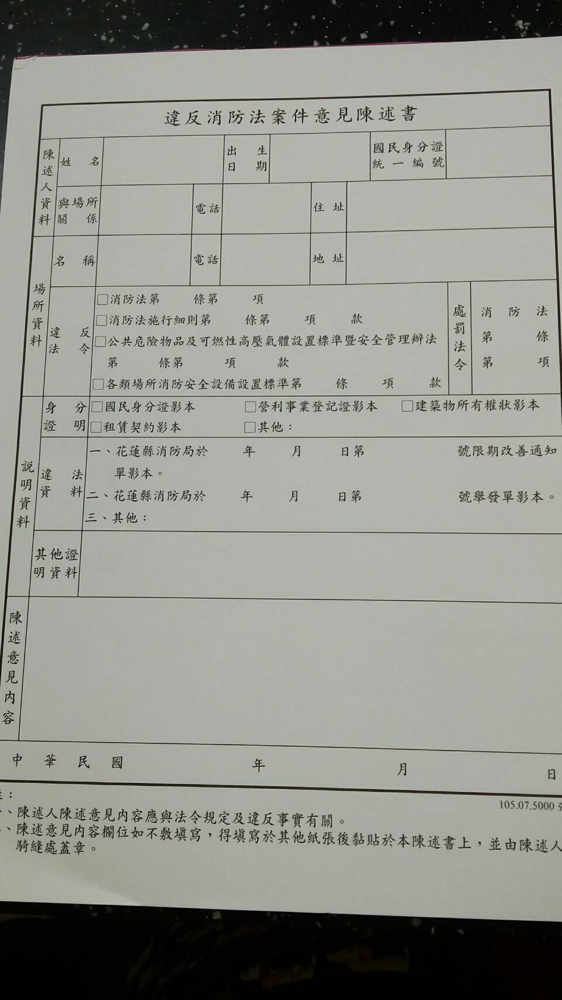 違反消防法案件意見陳述書
陳述人資料
姓名
出生日期
國民身分證統一編號
與場所關係
電話
住址
場所資料
名稱
電話
地址
違反法令
□消防法第 條第 項
□消防法施行細則第 條第 項 款
□公共危險物品及可燃性高壓氣體設置標準暨安全管理辦法
第 條第 項 款
□各類場所消防安全設備設置標準第 條 項 款
處罰法令
消防法
第 條
第 項
說明資料
身分證明
□國民身分證影本 □營利事業登記證影本 □建築物所有權狀影本
□租賃契約影本 □其他：
違法資料
一、花蓮縣消防局於 年 月 日第 號限期改善通知
單影本。
二、花蓮縣消防局於 年 月 日第 號舉發單影本。
三、其他：
其他證明資料
陳述意見內容
中華民國 年 月 日
105.07.5000
、陳述人陳述意見內容應與法令規定及違反事實有關。
、陳述意見內容欄位如不敷填寫，得填寫於其他紙張後黏貼於本陳述書上，並由陳述人
騎縫處蓋章。